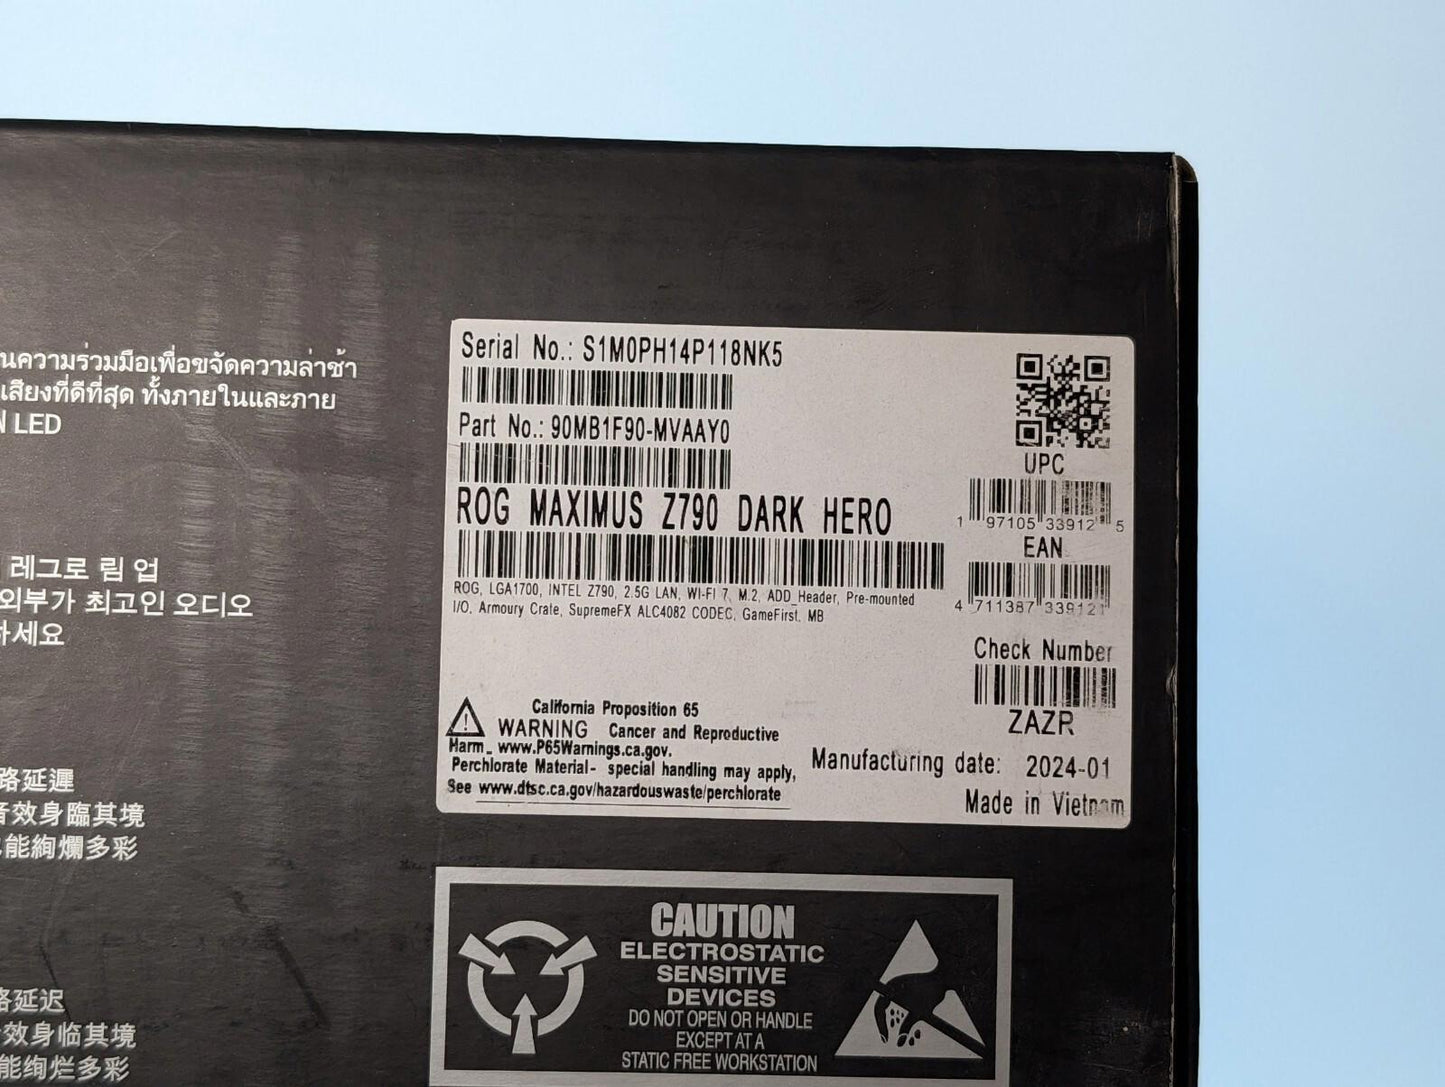 นความร่วมมือเพื่อขจัดความล่าช้า
เสียงที่ดีที่สุด ทั้งภายในและภาย
N LED
레그로 림 업
외부가 최고인 오디오
하세요
路延遲
音效身臨其境
能絢爛多彩
路延迟
效身临其境
能绚烂多彩
Serial No.: S1M0PH14P118NK5
Part No.: 90MB1F90-MVAAY0
ROG MAXIMUS Z790 DARK HERO
ROG, LGA1700, INTEL Z790, 2.5G LAN, WI-FI 7, M.2, ADD_Header, Pre-mounted
I/O, Armoury Crate, SupremeFX ALC4082 CODEC, GameFirst, MB
UPC
1 97105 33912 5
EAN
4 711387 339121
Check Number
ZAZR
California Proposition 65
WARNING Cancer and Reproductive
Harm_ www.P65Warnings.ca.gov.
Perchlorate Material- special handling may apply,
See www.dtsc.ca.gov/hazardouswaste/perchlorate
Manufacturing date: 2024-01
Made in Vietnam
CAUTION
ELECTROSTATIC
SENSITIVE
DEVICES
DO NOT OPEN OR HANDLE
EXCEPT AT A
STATIC FREE WORKSTATION